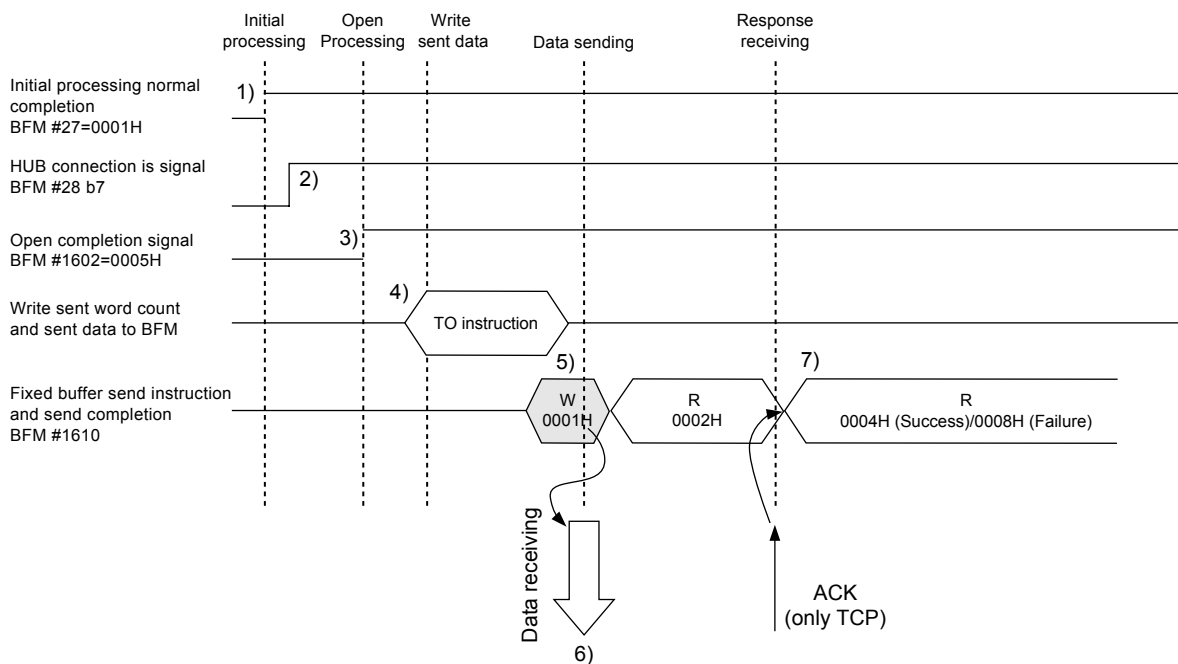 Initial
processing
Open
Processing
Write
sent data
Data sending
Response
receiving
Initial processing normal
completion
BFM #27=0001H
1)
HUB connection is signal
BFM #28 b7
2)
Open completion signal
BFM #1602=0005H
3)
Write sent word count
and sent data to BFM
4)
TO instruction
Fixed buffer send instruction
and send completion
BFM #1610
5)
W
0001H
R
0002H
7)
R
0004H (Success)/0008H (Failure)
Data receiving
6)
ACK
(only TCP)